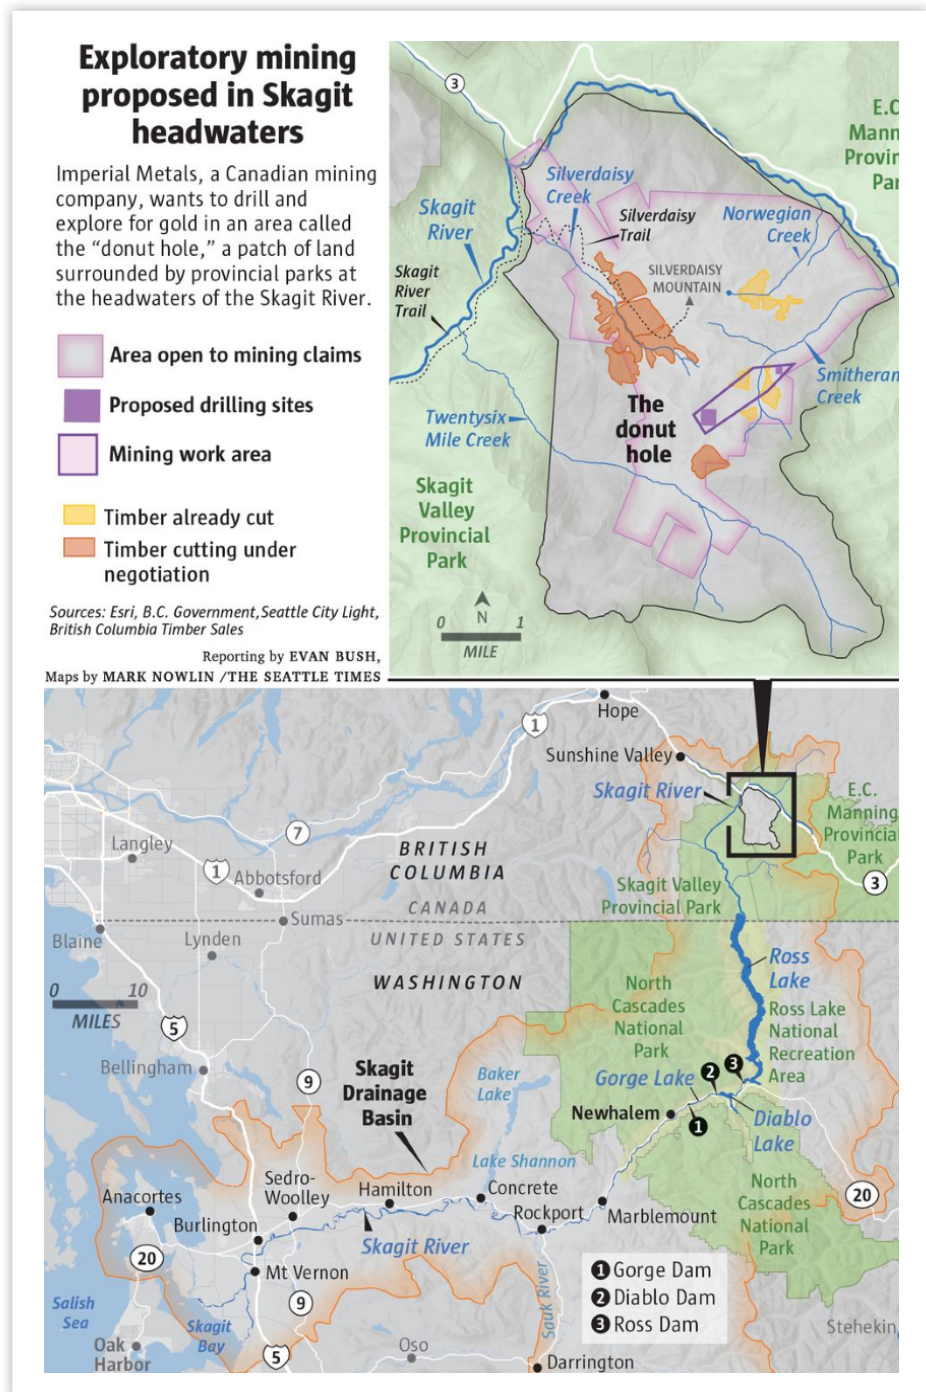 Exploratory mining
proposed in Skagit
headwaters
Imperial Metals, a Canadian mining
company, wants to drill and
explore for gold in an area called
the “donut hole,” a patch of land
surrounded by provincial parks at
the headwaters of the Skagit River.
Area open to mining claims
Proposed drilling sites
Mining work area
Timber already cut
Timber cutting under
negotiation
Sources: Esri, B.C. Government, Seattle City Light,
British Columbia Timber Sales
Reporting by EVAN BUSH,
Maps by MARK NOWLIN /THE SEATTLE TIMES
3
E.C
Mann
Provin
Par
Silverdaisy
Creek
Skagit
River
Silverdaisy
Trail
Norwegian
Creek
Skagit
River
Trail
SILVERDAISY
MOUNTAIN
Smitheran
Creek
The
donut
hole
Twentysix
Mile Creek
Skagit
Valley
Provincial
Park
N
0 1
MILE
Hope
1
Sunshine Valley
Skagit River
E.C.
Manning
Provincial
Park
7
Langley
BRITISH
COLUMBIA
1
Abbotsford
3
Skagit Valley
Provincial Park
CANADA
Sumas
Blaine
Lynden
UNITED STATES
WASHINGTON
Ross
Lake
0 10
MILES
North
Cascades
National
Park
Ross Lake
National
Recreation
Area
5
Bellingham
9
Skagit
Drainage
Basin
Baker
Lake
Gorge Lake
2
3
Newhalem
1
Diablo
Lake
Lake Shannon
Sedro-
Woolley
Hamilton
Concrete
Anacortes
Burlington
Rockport
Marblemount
North
Cascades
National
Park
20
Skagit River
20
Mt Vernon
1 Gorge Dam
2 Diablo Dam
3 Ross Dam
9
Sauk River
Salish
Sea
Skagit
Bay
Stehekin
Oak
Harbor
5
Oso
Darrington